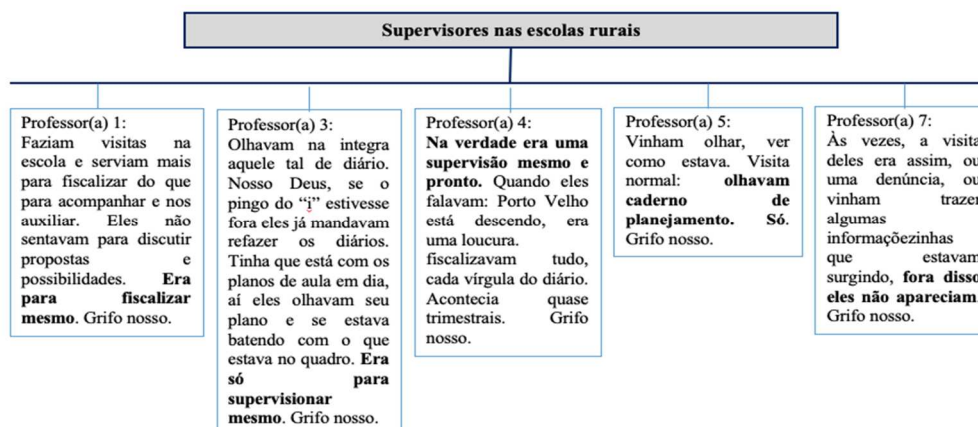 Supervisores nas escolas rurais
Professor(a) 1:
Faziam visitas na
escola e serviam mais
para fiscalizar do que
para acompanhar e nos
auxiliar. Eles não
sentavam para discutir
propostas e
possibilidades. Era
para fiscalizar
mesmo. Grifo nosso.
Professor(a) 3:
Olhavam na integra
aquele tal de diário.
Nosso Deus, se o
pingo do “i” estivesse
fora eles já mandavam
refazer os diários.
Tinha que está com os
planos de aula em dia,
aí eles olhavam seu
plano e se estava
batendo com o que
estava no quadro. Era
só para
supervisionar
mesmo. Grifo nosso.
Professor(a) 4:
Na verdade era uma
supervisão mesmo e
pronto. Quando eles
falavam: Porto Velho
está descendo, era
uma loucura.
fiscalizavam tudo,
cada vírgula do diário.
Acontecia quase
trimestrais. Grifo
nosso.
Professor(a) 5:
Vinham olhar, ver
como estava. Visita
normal: olhavam
caderno de
planejamento. Só.
Grifo nosso.
Professor(a) 7:
Às vezes, a visita
deles era assim, ou
uma denúncia, ou
vinham trazer
algumas
informaçõezinhas
que estavam
surgindo, fora disso
eles não apareciam.
Grifo nosso.